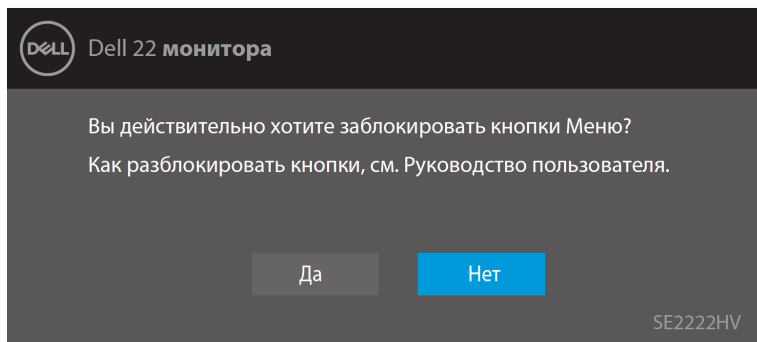 DELL
Dell 22 монитора
Вы действительно хотите заблокировать кнопки Меню?
Как разблокировать кнопки, см. Руководство пользователя.
Да
Нет
SE2222HV